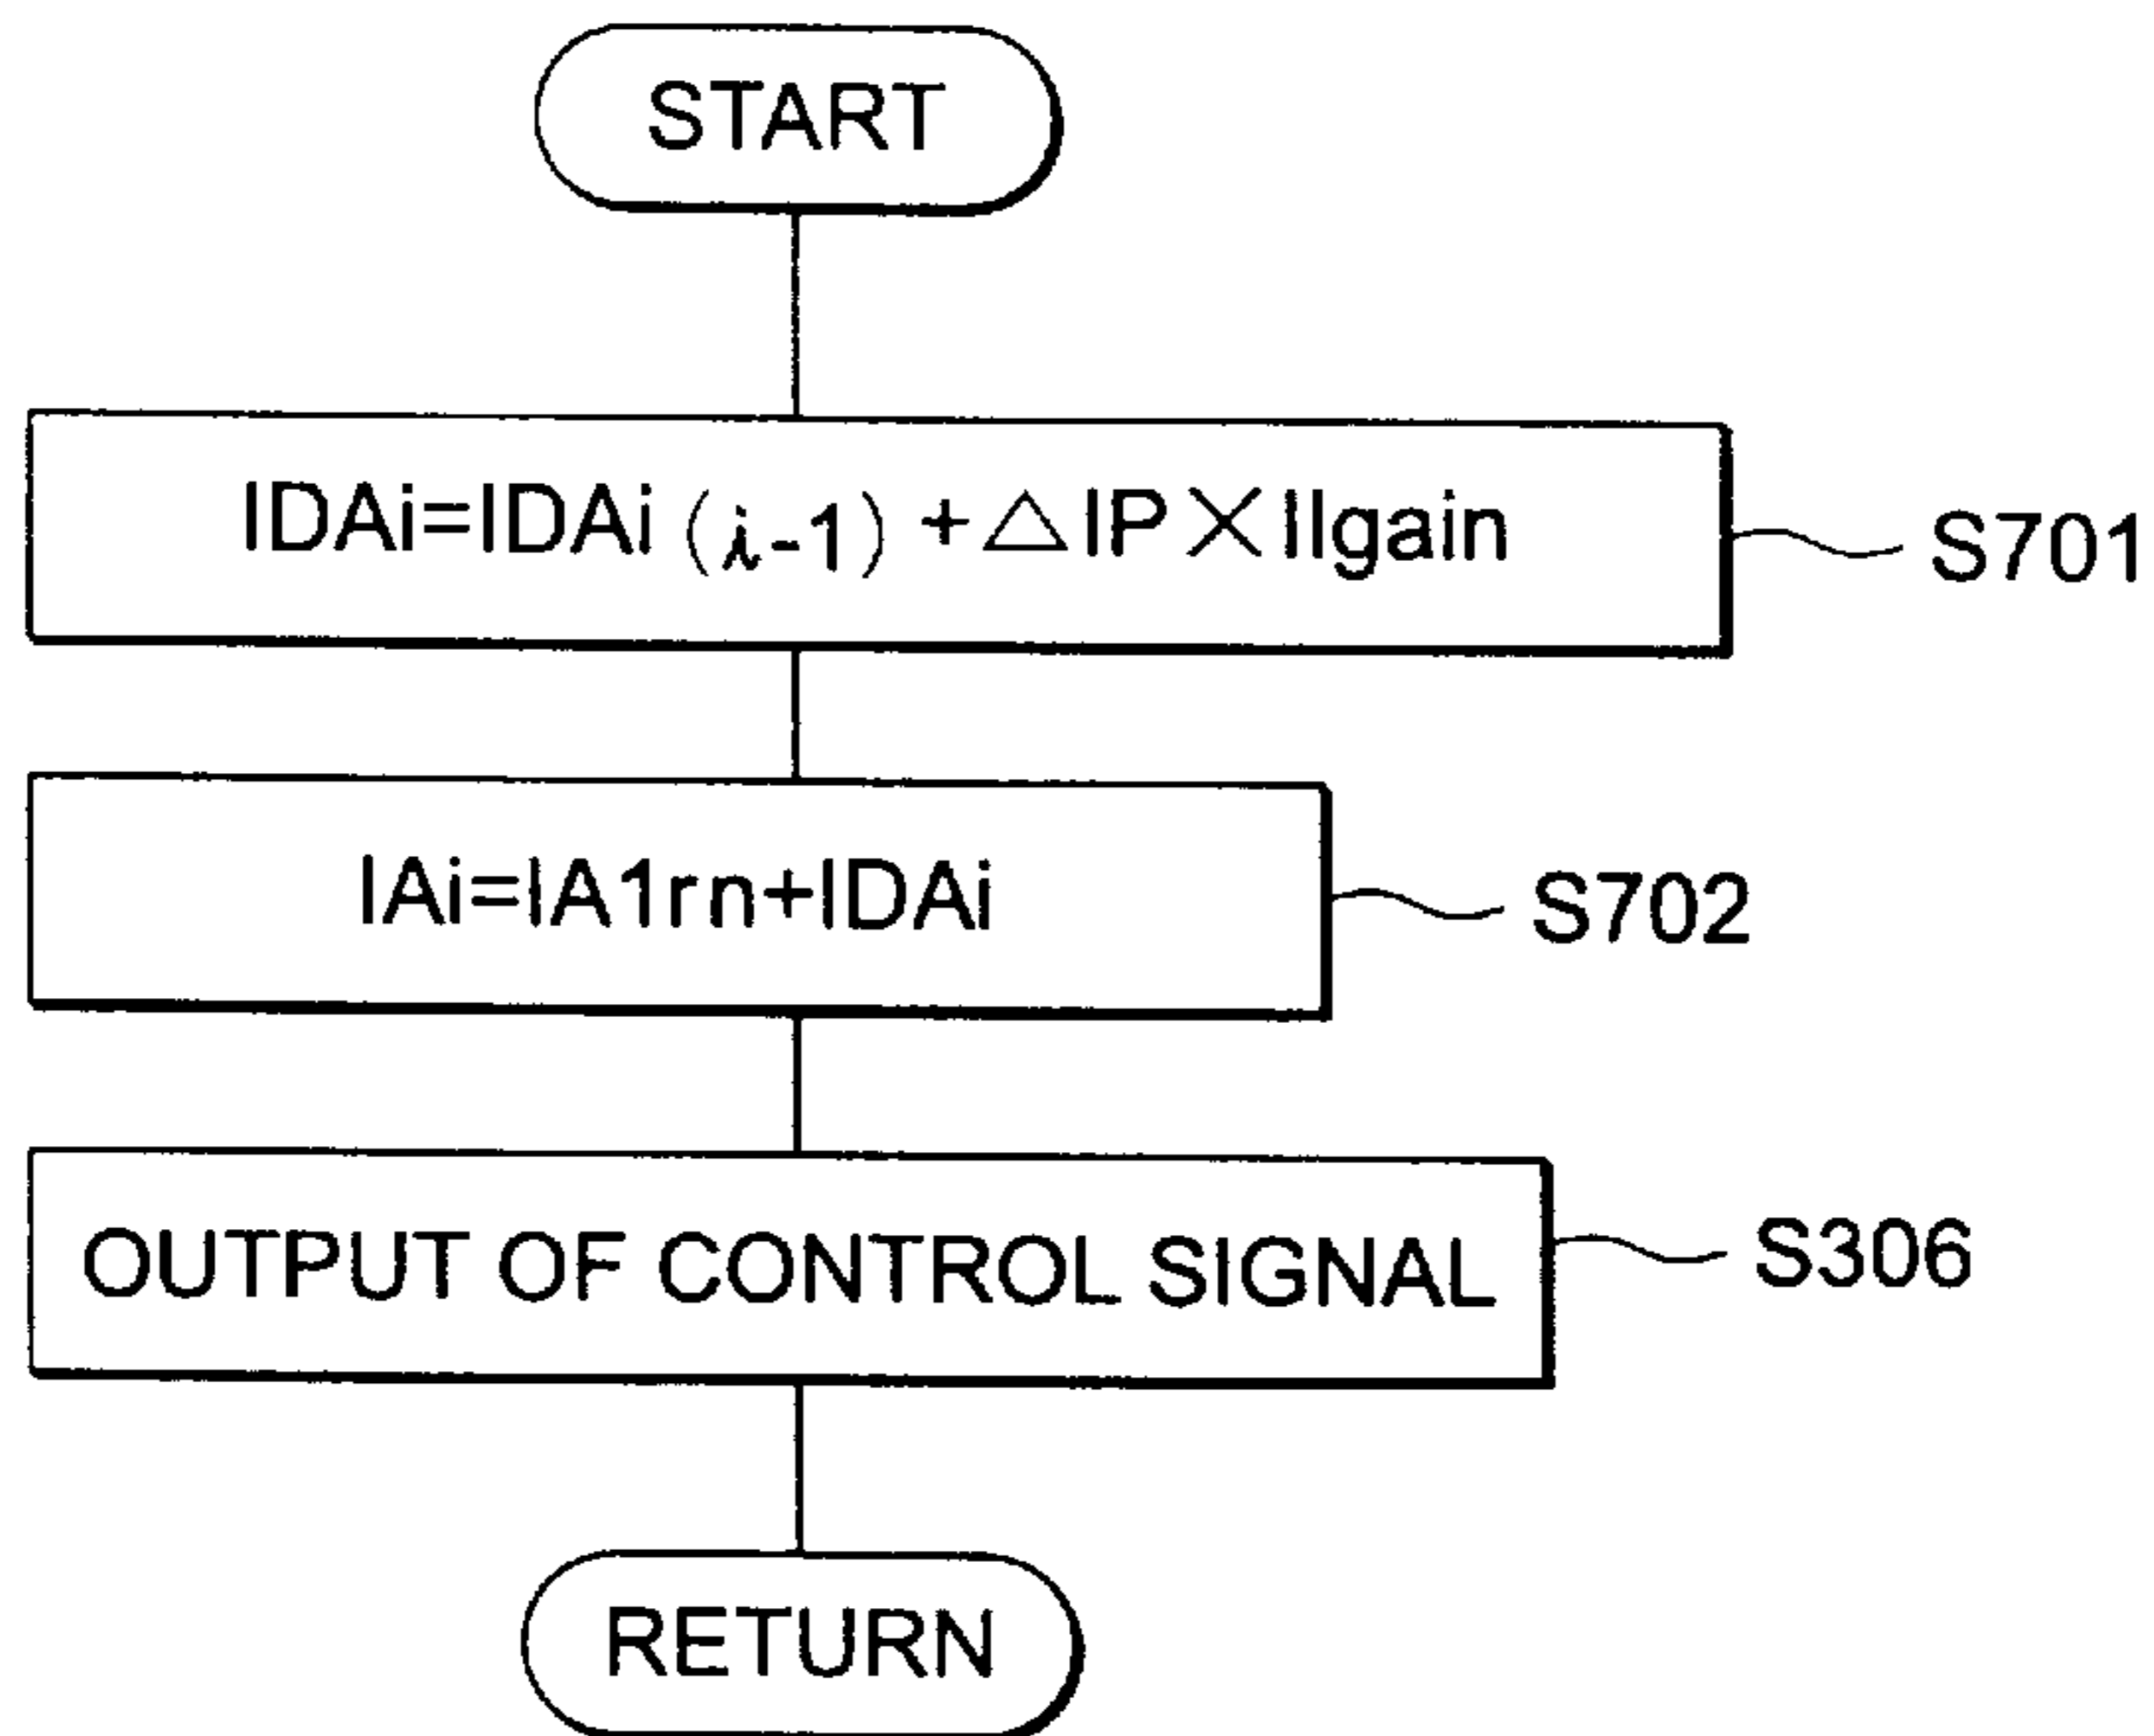 START
IDAi=IDAi (i-1) +△IP×IIgain
S701
IAi=IA1rn+IDAi
S702
OUTPUT OF CONTROL SIGNAL
S306
RETURN